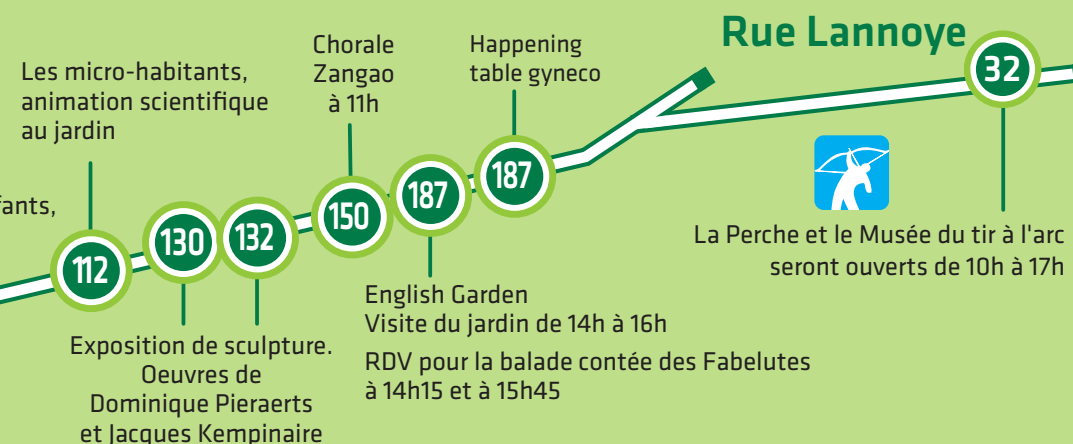 Rue Lannoye
32
Chorale
Zangao
à 11h
Happening
table gyneco
Les micro-habitants,
animation scientifique
au jardin
fants,
112
130
132
150
187
187
La Perche et le Musée du tir à l'arc
seront ouverts de 10h à 17h
English Garden
Visite du jardin de 14h à 16h
RDV pour la balade contée des Fabelutes
à 14h15 et à 15h45
Exposition de sculpture.
Oeuvres de
Dominique Pieraerts
et Jacques Kempinaire